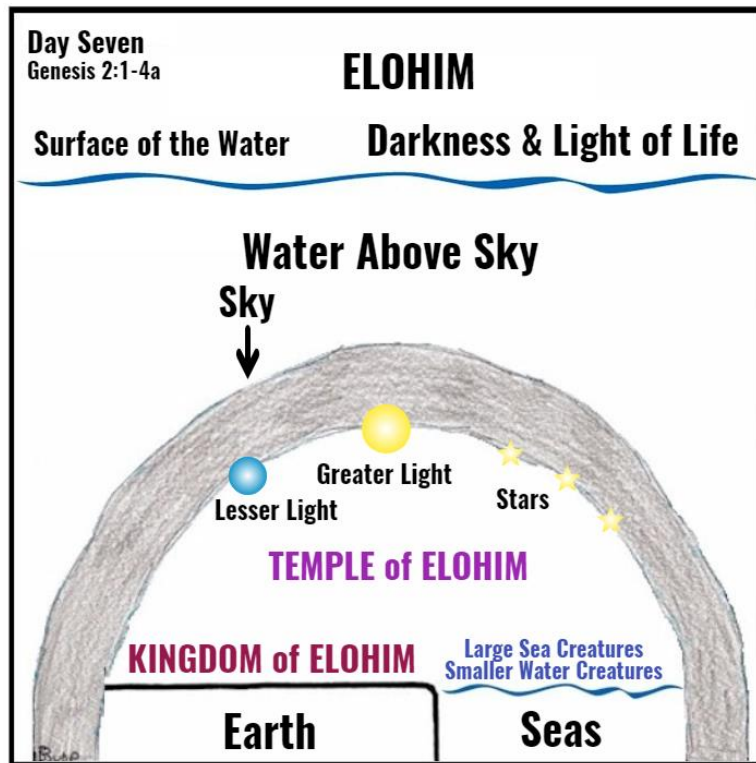 Day Seven
Genesis 2:1-4a
ELOHIM
Surface of the Water
Darkness & Light of Life
Water Above Sky
Sky
Greater Light
Lesser Light
Stars
TEMPLE of ELOHIM
KINGDOM of ELOHIM
Large Sea Creatures
Smaller Water Creatures
Earth
Seas